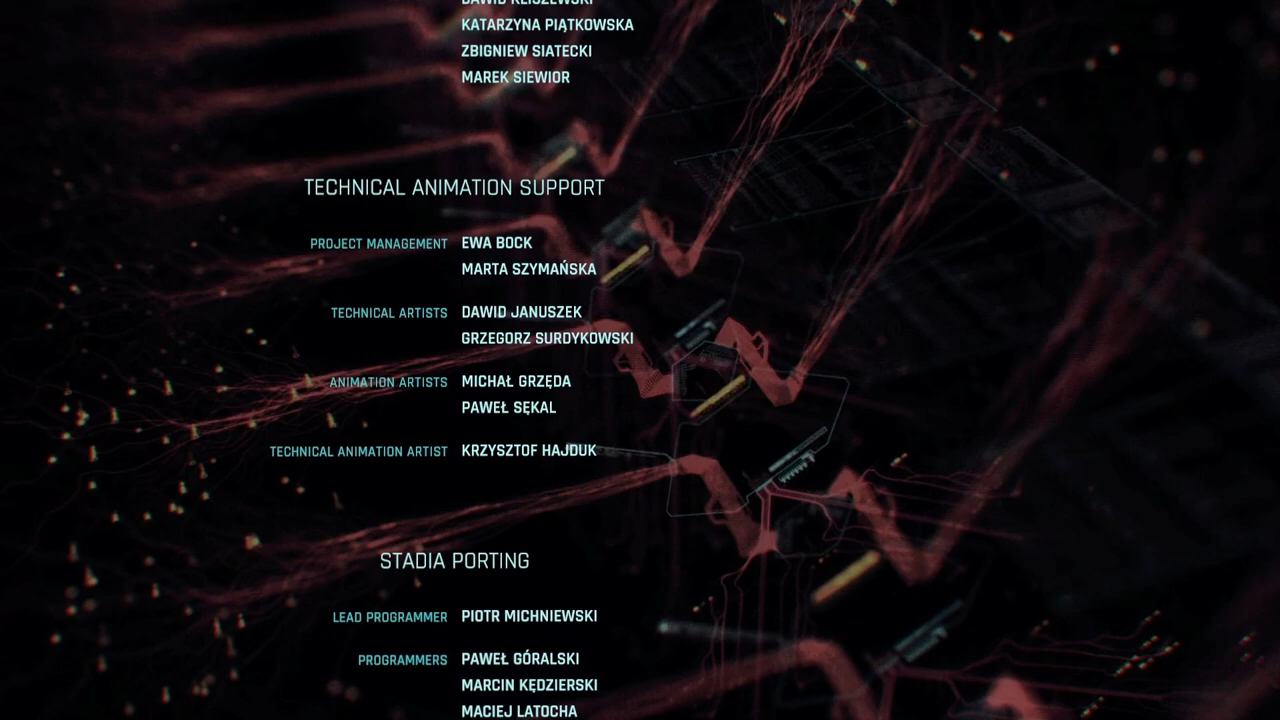 DAWID KLISZEWSKI
KATARZYNA PIĄTKOWSKA
ZBIGNIEW SIATECKI
MAREK SIEWIOR
TECHNICAL ANIMATION SUPPORT
PROJECT MANAGEMENT EWA BOCK
MARTA SZYMAŃSKA
TECHNICAL ARTISTS DAWID JANUSZEK
GRZEGORZ SURDYKOWSKI
ANIMATION ARTISTS MICHAŁ GRZĘDA
PAWEŁ SĘKAL
TECHNICAL ANIMATION ARTIST KRZYSZTOF HAJDUK
STADIA PORTING
LEAD PROGRAMMER PIOTR MICHNIEWSKI
PROGRAMMERS PAWEŁ GÓRALSKI
MARCIN KĘDZIERSKI
MACIEJ LATOCHA